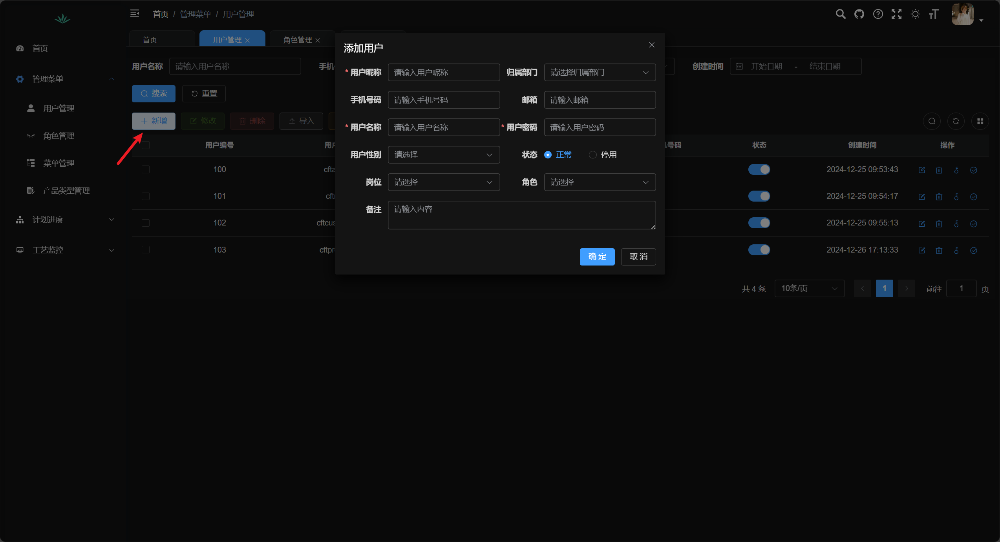 首页 / 管理菜单 / 用户管理
首页
用户管理
角色管理
首页
管理菜单
用户管理
角色管理
菜单管理
产品类型管理
计划进度
工艺监控
用户名称 请输入用户名称 手机 创建时间 开始日期 - 结束日期
搜索 重置
新增 修改 删除 导入
用户编号 用户 号码 状态 创建时间 操作
100 cfta 2024-12-25 09:53:43
101 2024-12-25 09:54:17
102 cftcus 2024-12-25 09:55:13
103 cftpr 2024-12-26 17:13:33
共 4 条 10条/页 1 前往 1 页
添加用户
* 用户昵称 请输入用户昵称 归属部门 请选择归属部门
手机号码 请输入手机号码 邮箱 请输入邮箱
* 用户名称 请输入用户名称 * 用户密码 请输入用户密码
用户性别 请选择 状态 正常 停用
岗位 请选择 角色 请选择
备注 请输入内容
确 定 取 消